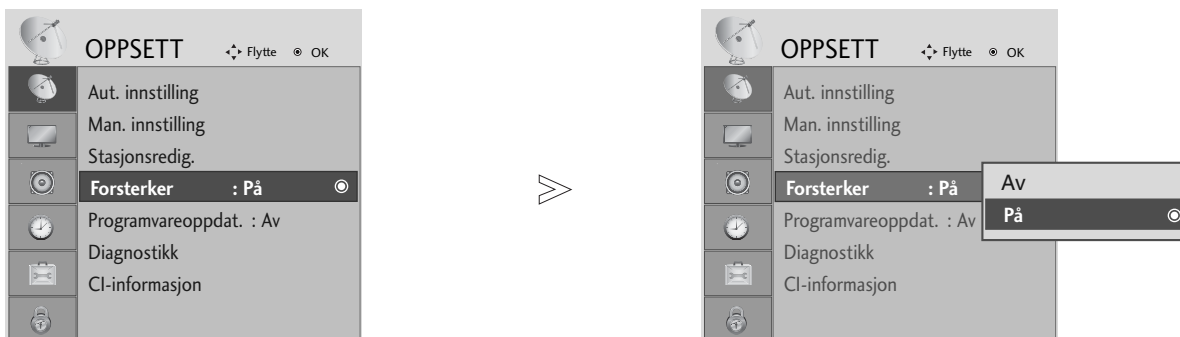 OPPSETT Flytte OK
Aut. innstilling
Man. innstilling
Stasjonsredig.
Forsterker : På
Programvareoppdat. : Av
Diagnostikk
CI-informasjon
OPPSETT Flytte OK
Aut. innstilling
Man. innstilling
Stasjonsredig.
Forsterker : På
Programvareoppdat. : Av
Diagnostikk
CI-informasjon
Av
På